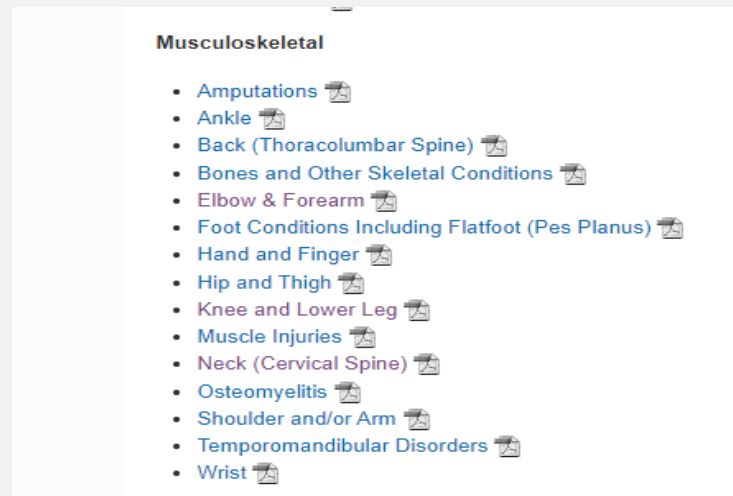 Musculoskeletal
• Amputations
• Ankle
• Back (Thoracolumbar Spine)
• Bones and Other Skeletal Conditions
• Elbow & Forearm
• Foot Conditions Including Flatfoot (Pes Planus)
• Hand and Finger
• Hip and Thigh
• Knee and Lower Leg
• Muscle Injuries
• Neck (Cervical Spine)
• Osteomyelitis
• Shoulder and/or Arm
• Temporomandibular Disorders
• Wrist